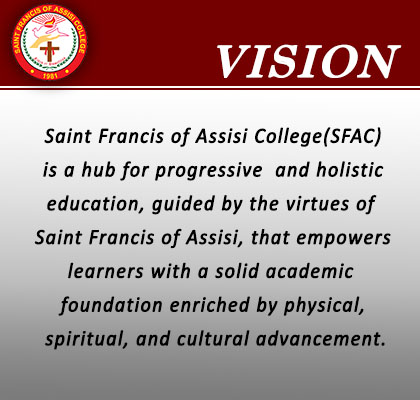 SAINT FRANCIS OF ASSISI COLLEGE
1981
VISION
Saint Francis of Assisi College(SFAC)
is a hub for progressive and holistic
education, guided by the virtues of
Saint Francis of Assisi, that empowers
learners with a solid academic
foundation enriched by physical,
spiritual, and cultural advancement.